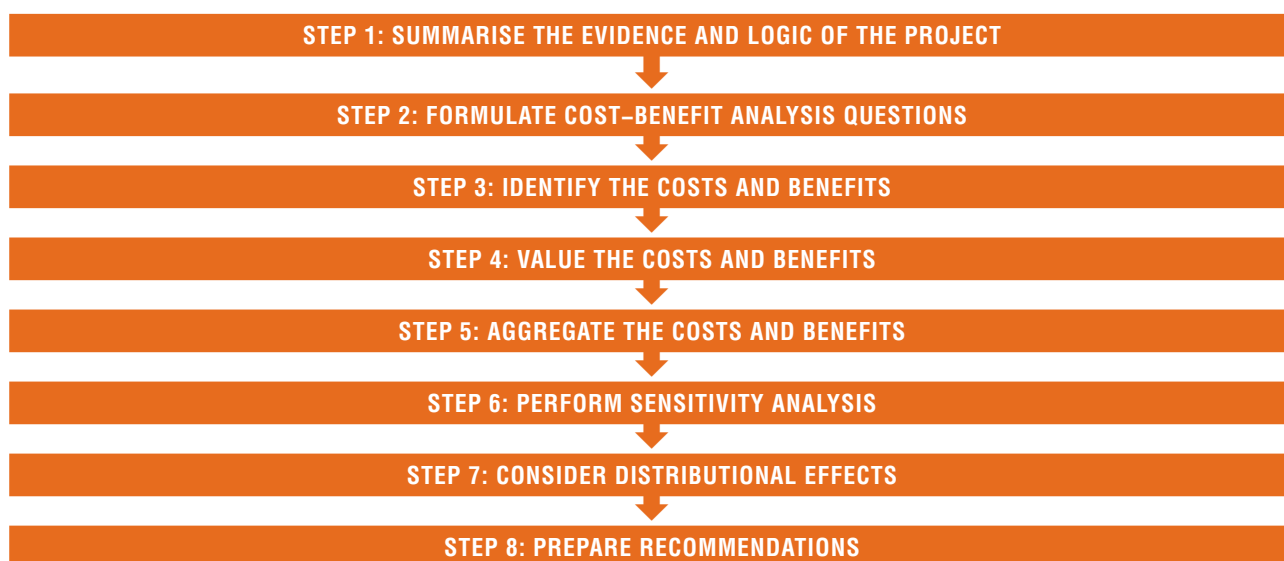 STEP 1: SUMMARISE THE EVIDENCE AND LOGIC OF THE PROJECT
STEP 2: FORMULATE COST–BENEFIT ANALYSIS QUESTIONS
STEP 3: IDENTIFY THE COSTS AND BENEFITS
STEP 4: VALUE THE COSTS AND BENEFITS
STEP 5: AGGREGATE THE COSTS AND BENEFITS
STEP 6: PERFORM SENSITIVITY ANALYSIS
STEP 7: CONSIDER DISTRIBUTIONAL EFFECTS
STEP 8: PREPARE RECOMMENDATIONS